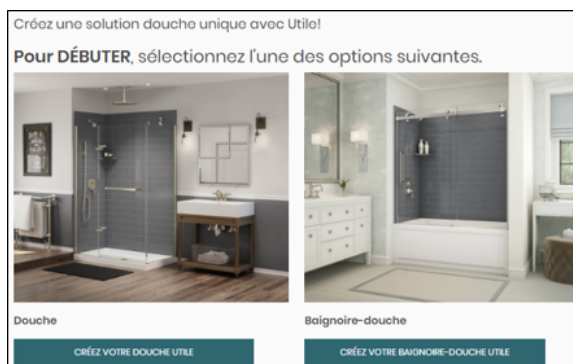 Créez une solution douche unique avec Utile!
Pour DÉBUTER, sélectionnez l'une des options suivantes.
Douche
Baignoire-douche
CRÉEZ VOTRE DOUCHE UTILE
CRÉEZ VOTRE BAIGNOIRE-DOUCHE UTILE